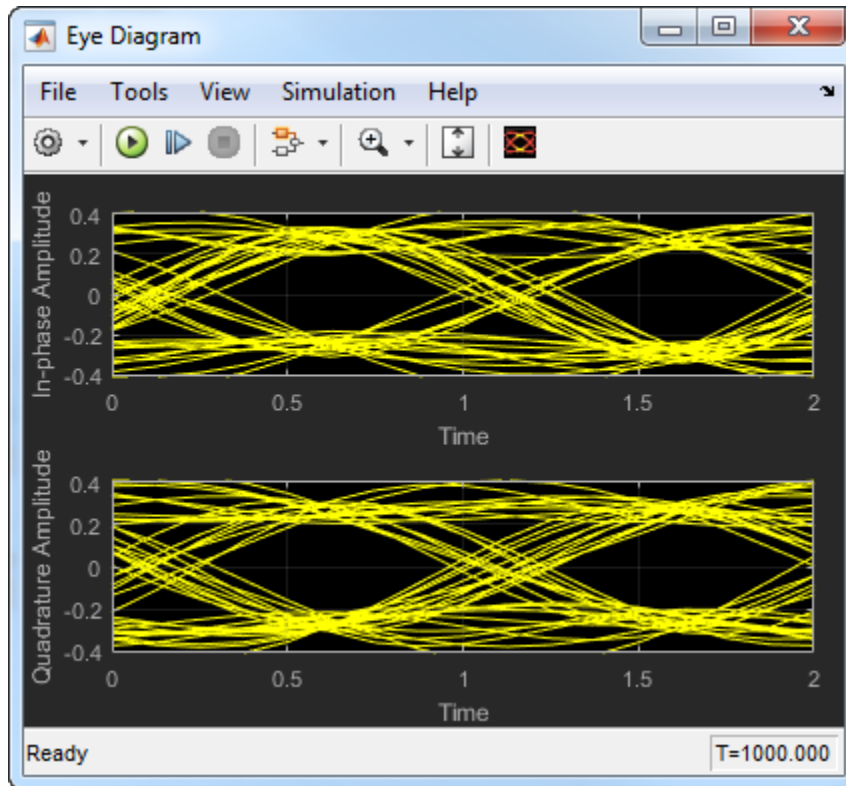 Eye Diagram
File Tools View Simulation Help
In-phase Amplitude
0.4
0.2
0
-0.2
-0.4
0 0.5 1 1.5 2
Time
Quadrature Amplitude
0.4
0.2
0
-0.2
-0.4
0 0.5 1 1.5 2
Time
Ready T=1000.000